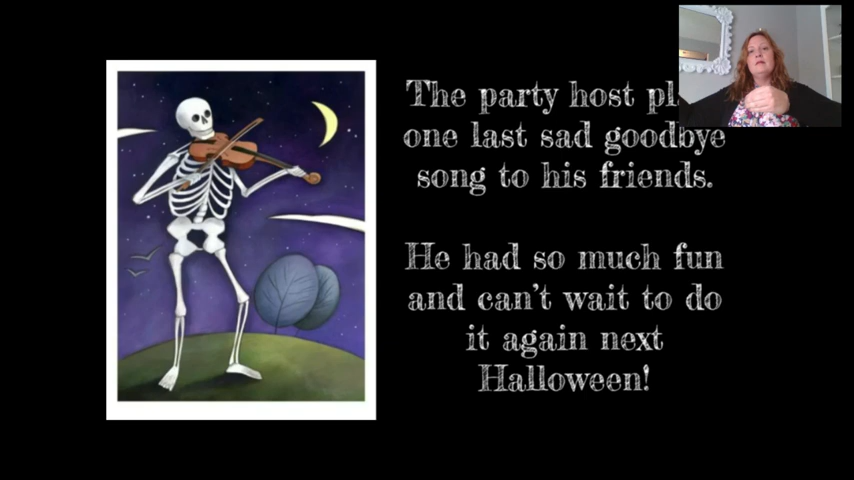 The party host
one last sad goodbye
song to his friends.
He had so much fun
and can't wait to do
it again next
Halloween!